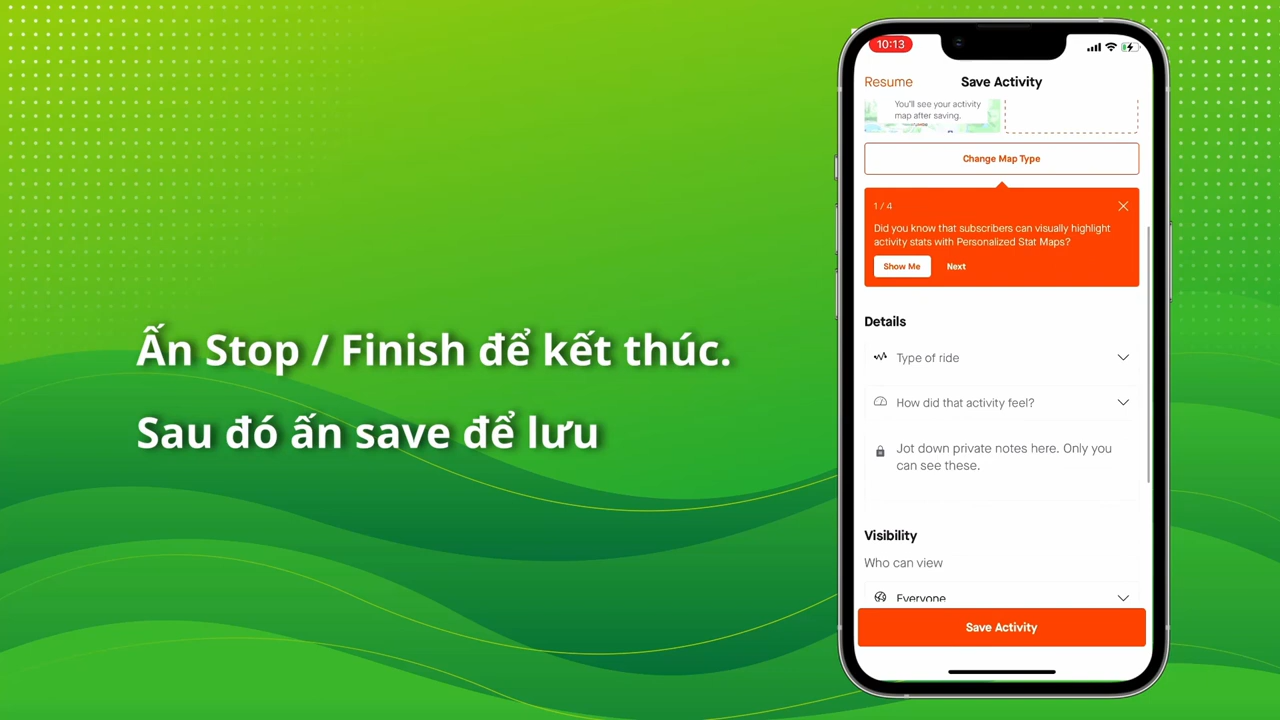 Ấn Stop / Finish để kết thúc.
Sau đó ấn save để lưu
10:13
Resume
Save Activity
You'll see your activity
map after saving.
Change Map Type
1 / 4
Did you know that subscribers can visually highlight
activity stats with Personalized Stat Maps?
Show Me
Next
Details
Type of ride
How did that activity feel?
Jot down private notes here. Only you
can see these.
Visibility
Who can view
Everyone
Save Activity